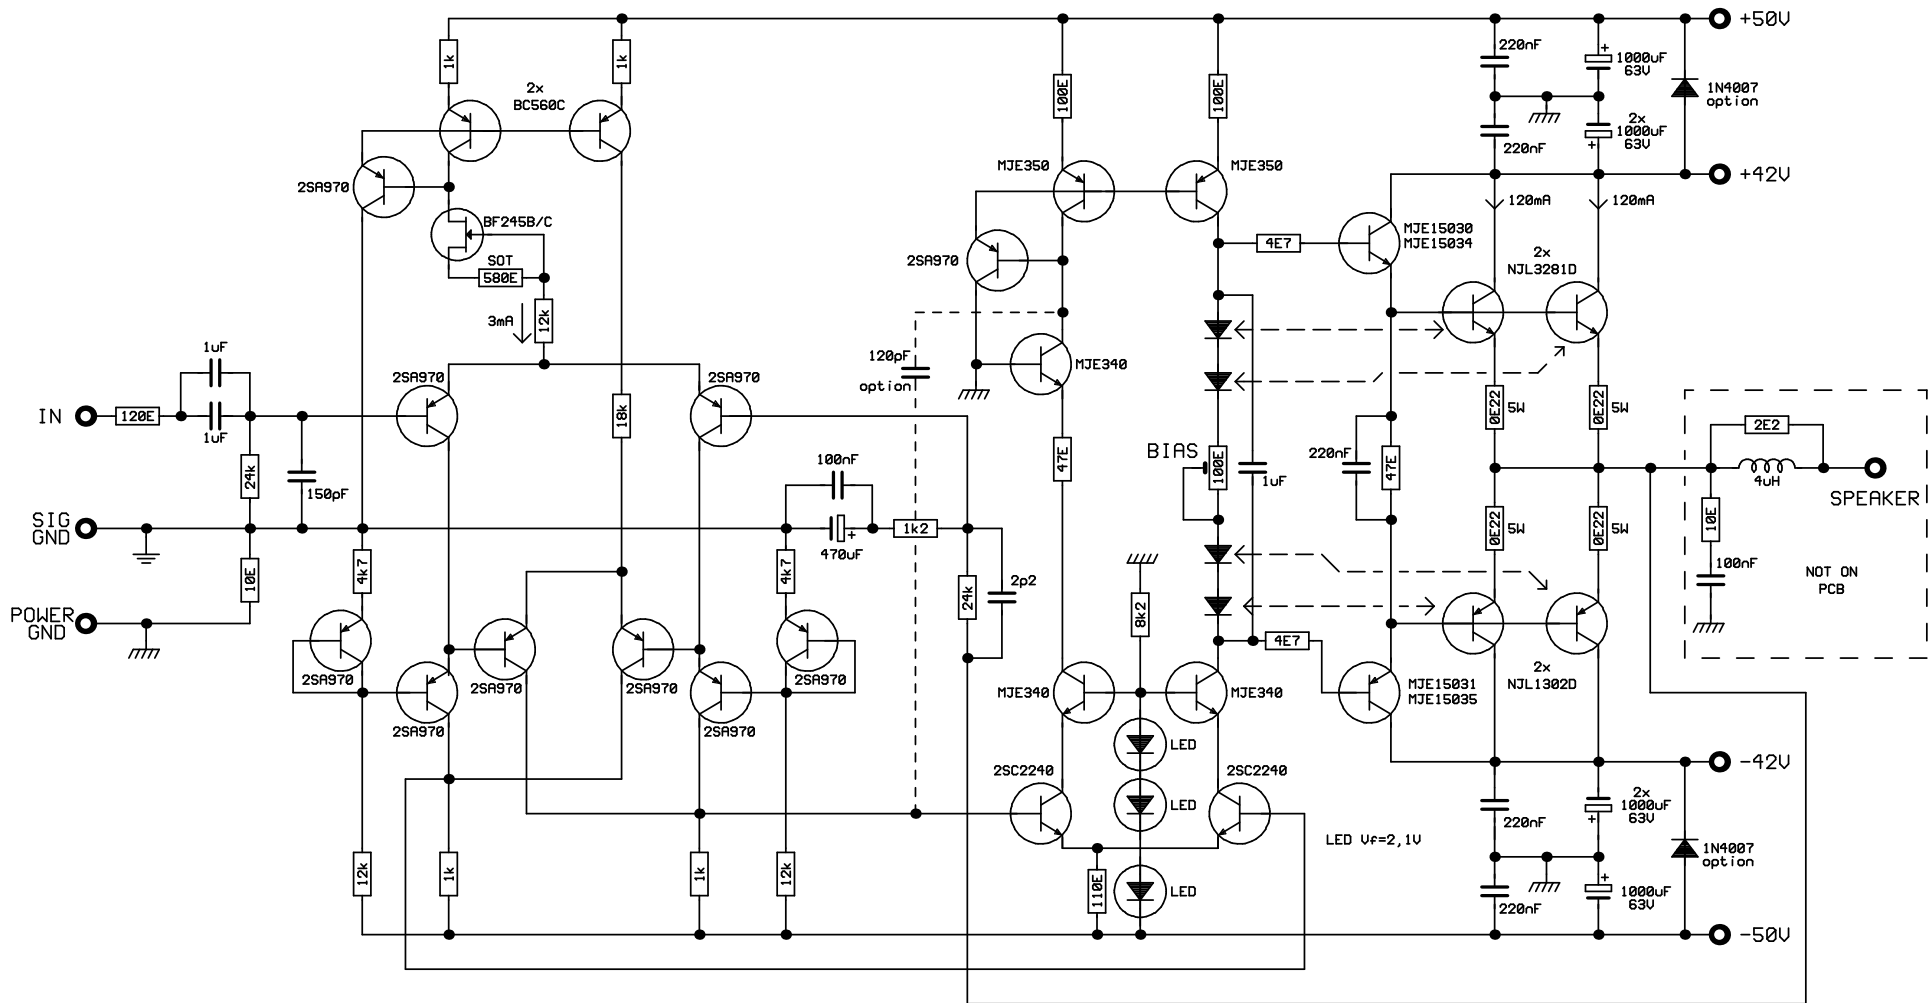 +50V
1k
1k
2x
BC560C
100E
100E
220nF
+
1000uF
63V
1N4007
option
2x
1000uF
63V
+
220nF
2SA970
MJE350
MJE350
+42V
120mA
120mA
BF245B/C
SOT
580E
2SA970
4E7
MJE15030
MJE15034
2x
NJL3281D
3mA
12k
120pF
option
MJE340
1uF
2SA970
2SA970
IN
120E
1uF
18k
0E22
5W
0E22
5W
2E2
24k
150pF
100nF
47E
BIAS
100E
1uF
220nF
47E
4uH
SPEAKER
SIG
GND
+
470uF
1k2
0E22
5W
0E22
5W
10E
10E
4k7
4k7
24k
2p2
8k2
100nF
NOT ON
PCB
POWER
GND
4E7
2SA970
2SA970
2SA970
2SA970
2SA970
2SA970
MJE340
MJE340
MJE15031
MJE15035
2x
NJL1302D
LED
-42V
2SC2240
2SC2240
LED
220nF
2x
1000uF
63V
+
LED Vf=2,1V
1N4007
option
12k
1k
1k
12k
110E
LED
220nF
+
1000uF
63V
-50V